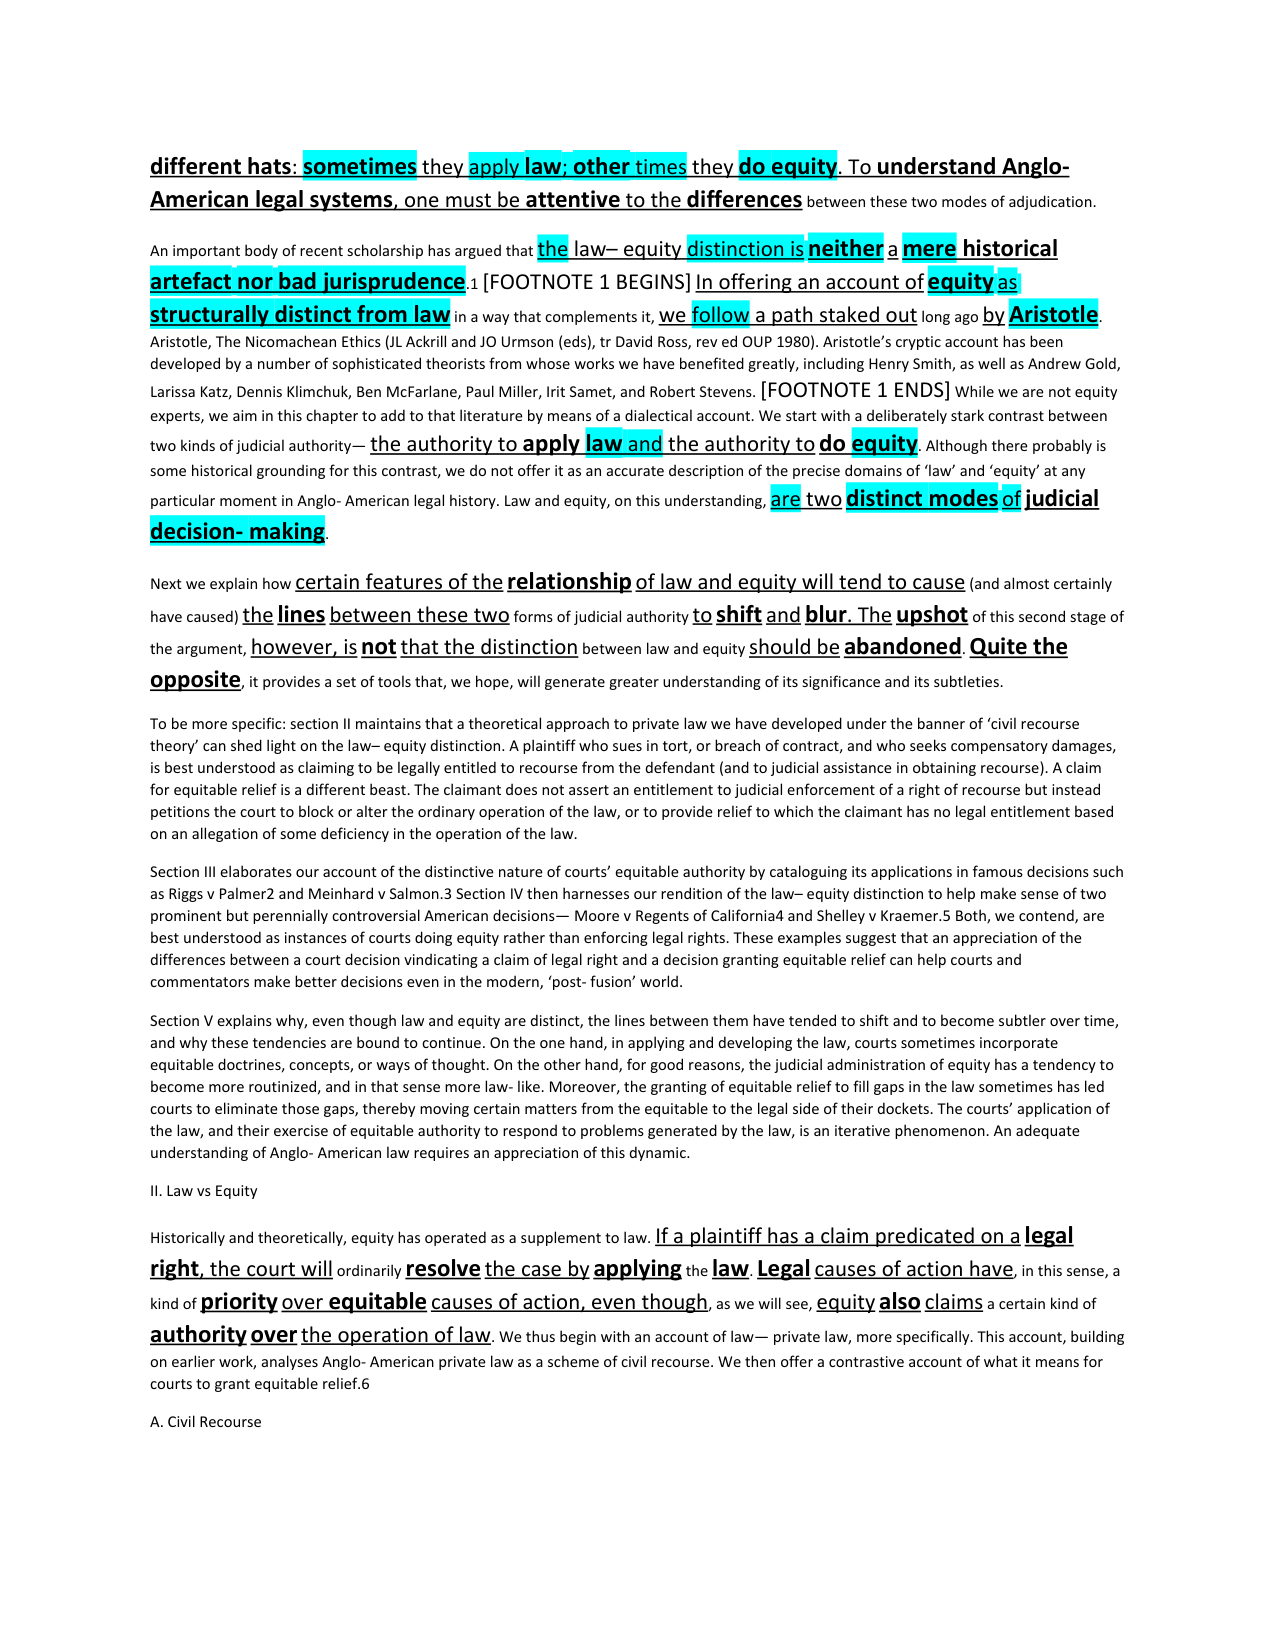 different hats: sometimes they apply law; other times they do equity. To understand Anglo-
American legal systems, one must be attentive to the differences between these two modes of adjudication.
An important body of recent scholarship has argued that the law– equity distinction is neither a mere historical
artefact nor bad jurisprudence.1 [FOOTNOTE 1 BEGINS] In offering an account of equity as
structurally distinct from law in a way that complements it, we follow a path staked out long ago by Aristotle.
Aristotle, The Nicomachean Ethics (JL Ackrill and JO Urmson (eds), tr David Ross, rev ed OUP 1980). Aristotle’s cryptic account has been
developed by a number of sophisticated theorists from whose works we have benefited greatly, including Henry Smith, as well as Andrew Gold,
Larissa Katz, Dennis Klimchuk, Ben McFarlane, Paul Miller, Irit Samet, and Robert Stevens. [FOOTNOTE 1 ENDS] While we are not equity
experts, we aim in this chapter to add to that literature by means of a dialectical account. We start with a deliberately stark contrast between
two kinds of judicial authority— the authority to apply law and the authority to do equity. Although there probably is
some historical grounding for this contrast, we do not offer it as an accurate description of the precise domains of ‘law’ and ‘equity’ at any
particular moment in Anglo- American legal history. Law and equity, on this understanding, are two distinct modes of judicial
decision- making.
Next we explain how certain features of the relationship of law and equity will tend to cause (and almost certainly
have caused) the lines between these two forms of judicial authority to shift and blur. The upshot of this second stage of
the argument, however, is not that the distinction between law and equity should be abandoned. Quite the
opposite, it provides a set of tools that, we hope, will generate greater understanding of its significance and its subtleties.
To be more specific: section II maintains that a theoretical approach to private law we have developed under the banner of ‘civil recourse
theory’ can shed light on the law– equity distinction. A plaintiff who sues in tort, or breach of contract, and who seeks compensatory damages,
is best understood as claiming to be legally entitled to recourse from the defendant (and to judicial assistance in obtaining recourse). A claim
for equitable relief is a different beast. The claimant does not assert an entitlement to judicial enforcement of a right of recourse but instead
petitions the court to block or alter the ordinary operation of the law, or to provide relief to which the claimant has no legal entitlement based
on an allegation of some deficiency in the operation of the law.
Section III elaborates our account of the distinctive nature of courts’ equitable authority by cataloguing its applications in famous decisions such
as Riggs v Palmer2 and Meinhard v Salmon.3 Section IV then harnesses our rendition of the law– equity distinction to help make sense of two
prominent but perennially controversial American decisions— Moore v Regents of California4 and Shelley v Kraemer.5 Both, we contend, are
best understood as instances of courts doing equity rather than enforcing legal rights. These examples suggest that an appreciation of the
differences between a court decision vindicating a claim of legal right and a decision granting equitable relief can help courts and
commentators make better decisions even in the modern, ‘post- fusion’ world.
Section V explains why, even though law and equity are distinct, the lines between them have tended to shift and to become subtler over time,
and why these tendencies are bound to continue. On the one hand, in applying and developing the law, courts sometimes incorporate
equitable doctrines, concepts, or ways of thought. On the other hand, for good reasons, the judicial administration of equity has a tendency to
become more routinized, and in that sense more law- like. Moreover, the granting of equitable relief to fill gaps in the law sometimes has led
courts to eliminate those gaps, thereby moving certain matters from the equitable to the legal side of their dockets. The courts’ application of
the law, and their exercise of equitable authority to respond to problems generated by the law, is an iterative phenomenon. An adequate
understanding of Anglo- American law requires an appreciation of this dynamic.
II. Law vs Equity
Historically and theoretically, equity has operated as a supplement to law. If a plaintiff has a claim predicated on a legal
right, the court will ordinarily resolve the case by applying the law. Legal causes of action have, in this sense, a
kind of priority over equitable causes of action, even though, as we will see, equity also claims a certain kind of
authority over the operation of law. We thus begin with an account of law— private law, more specifically. This account, building
on earlier work, analyses Anglo- American private law as a scheme of civil recourse. We then offer a contrastive account of what it means for
courts to grant equitable relief.6
A. Civil Recourse